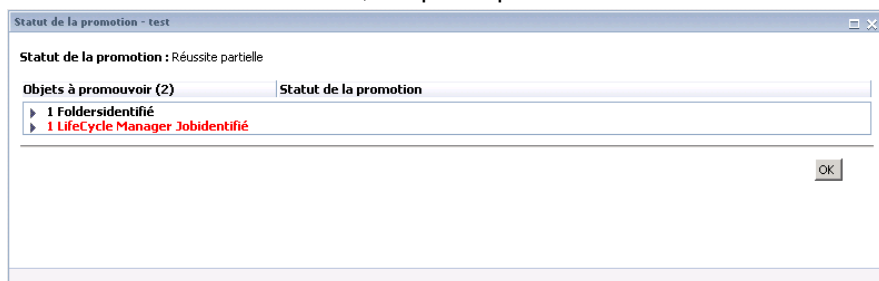 Statut de la promotion - test
Statut de la promotion : Réussite partielle
Objets à promouvoir (2) Statut de la promotion
1 Foldersidentifié
1 LifeCycle Manager Jobidentifié
OK